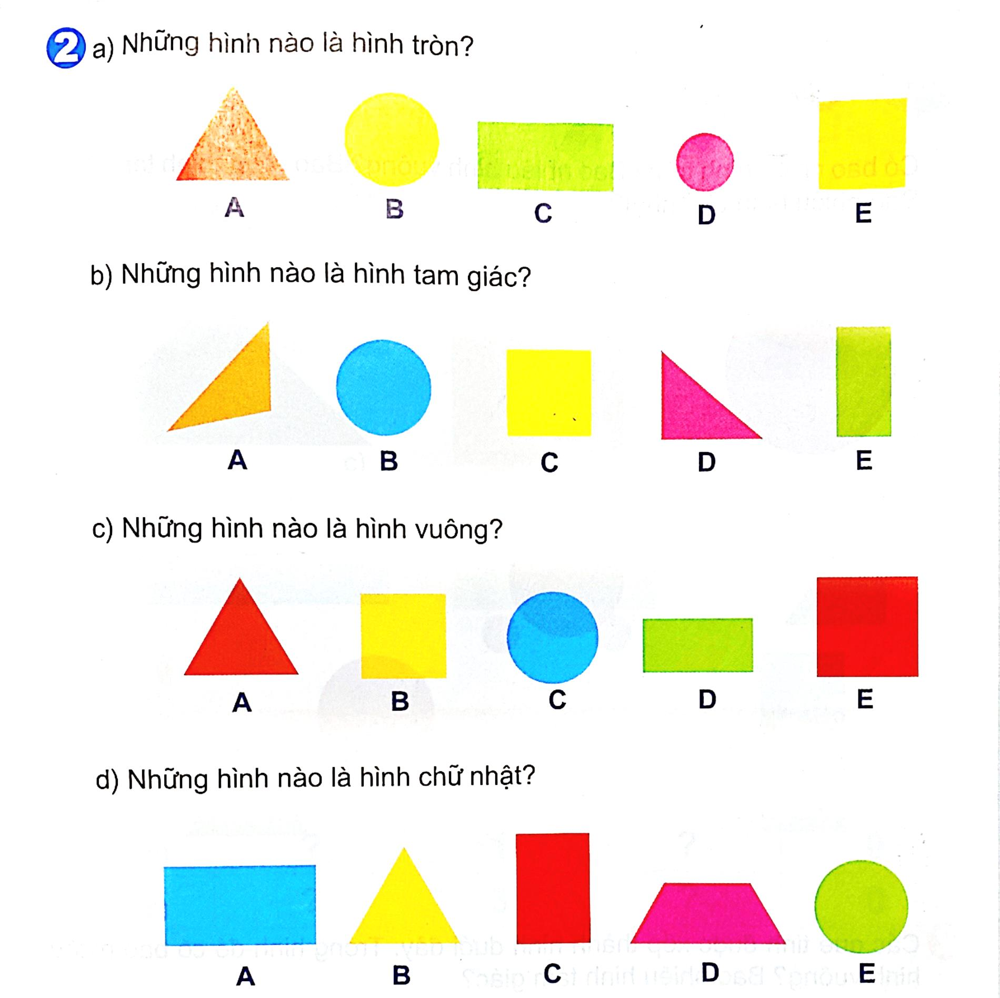 2 a) Những hình nào là hình tròn?
A B C D E
b) Những hình nào là hình tam giác?
A B C D E
c) Những hình nào là hình vuông?
A B C D E
d) Những hình nào là hình chữ nhật?
A B C D E